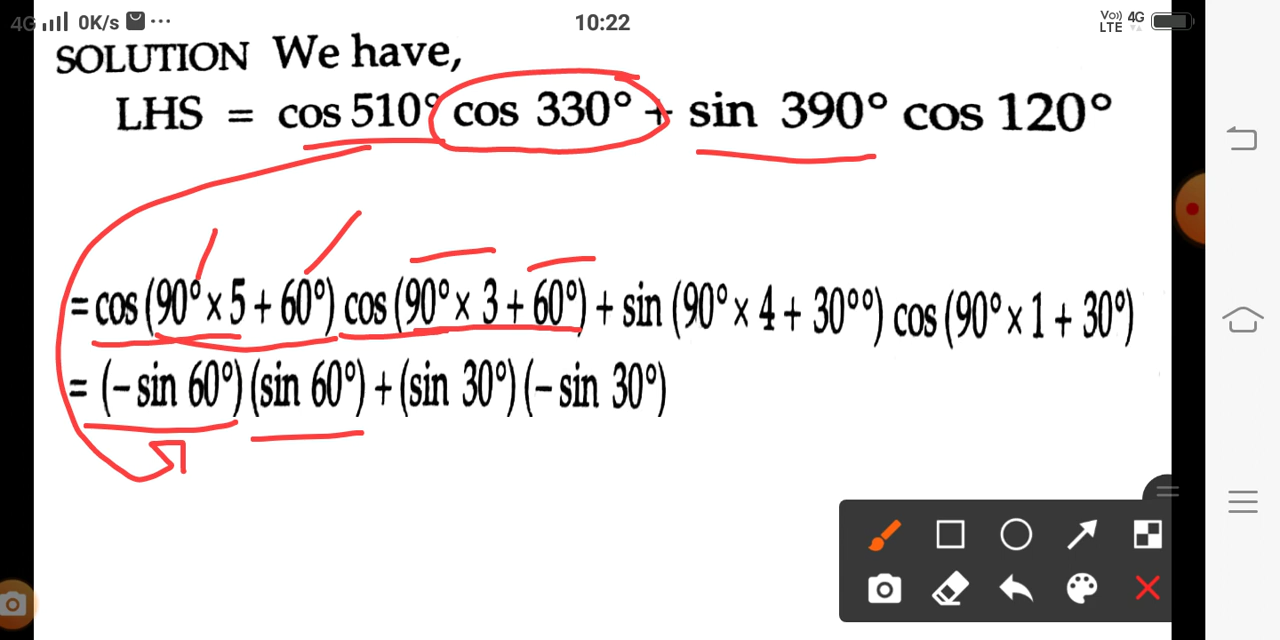 4G 0K/s ... 10:22 Vo)) LTE 4G
SOLUTION We have,
LHS = cos 510° cos 330° + sin 390° cos 120°
= cos (90° × 5 + 60°) cos (90° × 3 + 60°) + sin (90° × 4 + 30°°) cos (90° × 1 + 30°)
= (– sin 60°) (sin 60°) + (sin 30°) (– sin 30°)